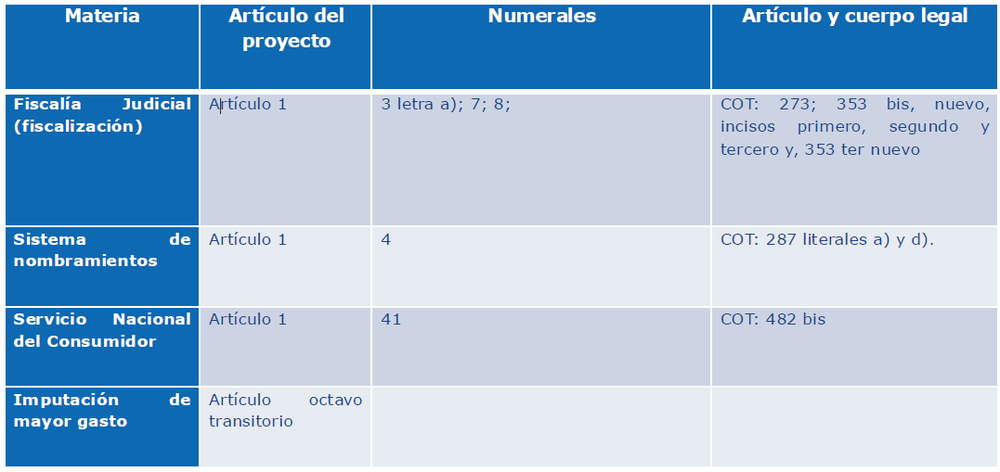 Materia
Artículo del
proyecto
Numerales
Artículo y cuerpo legal
Fiscalía Judicial
(fiscalización)
Artículo 1
3 letra a); 7; 8;
COT: 273; 353 bis, nuevo,
incisos primero, segundo y
tercero y, 353 ter nuevo
Sistema de
nombramientos
Artículo 1
4
COT: 287 literales a) y d).
Servicio Nacional
del Consumidor
Artículo 1
41
COT: 482 bis
Imputación de
mayor gasto
Artículo octavo
transitorio